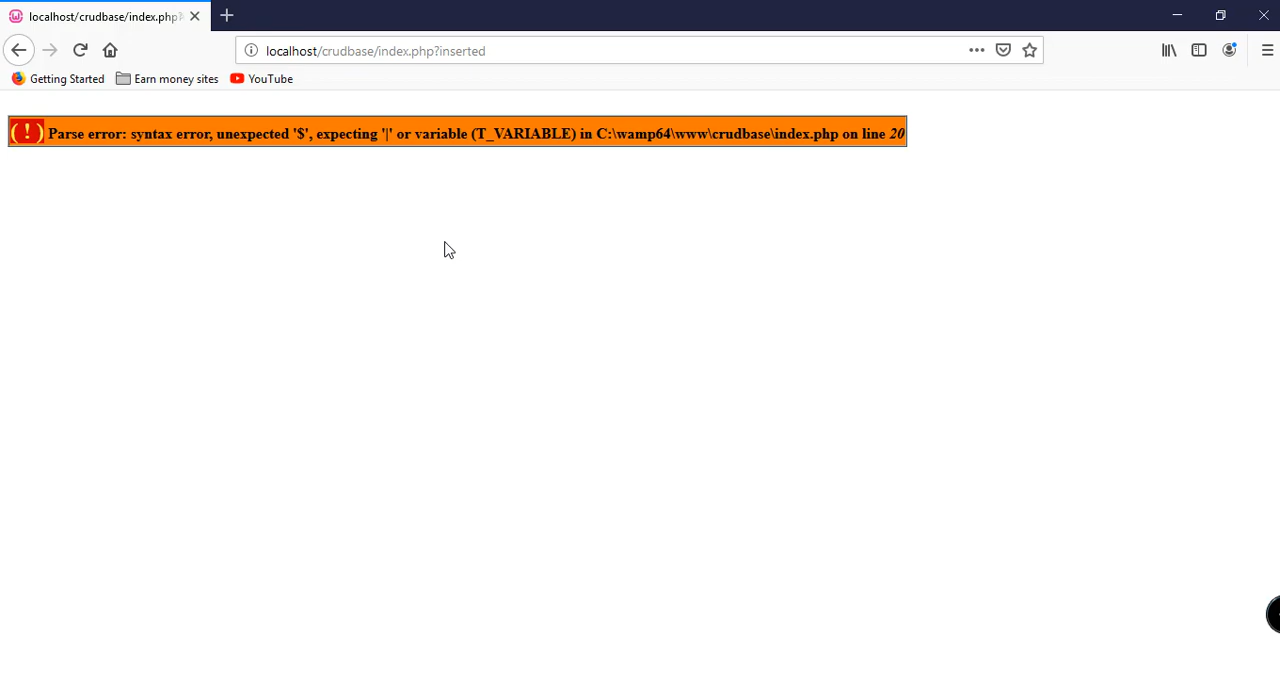 localhost/crudbase/index.php?
localhost/crudbase/index.php?inserted
Getting Started
Earn money sites
YouTube
( ! ) Parse error: syntax error, unexpected '$', expecting '|' or variable (T_VARIABLE) in C:\wamp64\www\crudbase\index.php on line 20